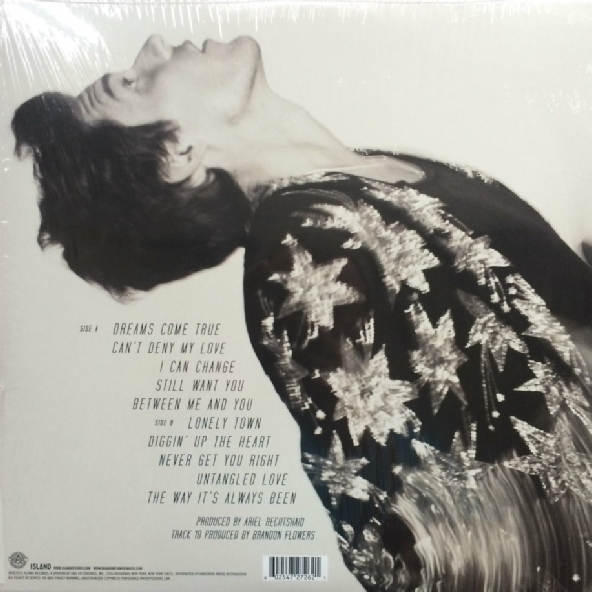 SIDE A DREAMS COME TRUE
CAN'T DENY MY LOVE
I CAN CHANGE
STILL WANT YOU
BETWEEN ME AND YOU
SIDE B LONELY TOWN
DIGGIN' UP THE HEART
NEVER GET YOU RIGHT
UNTANGLED LOVE
THE WAY IT'S ALWAYS BEEN
PRODUCED BY ARIEL RECHTSHAID
TRACK 10 PRODUCED BY BRANDON FLOWERS
ISLAND